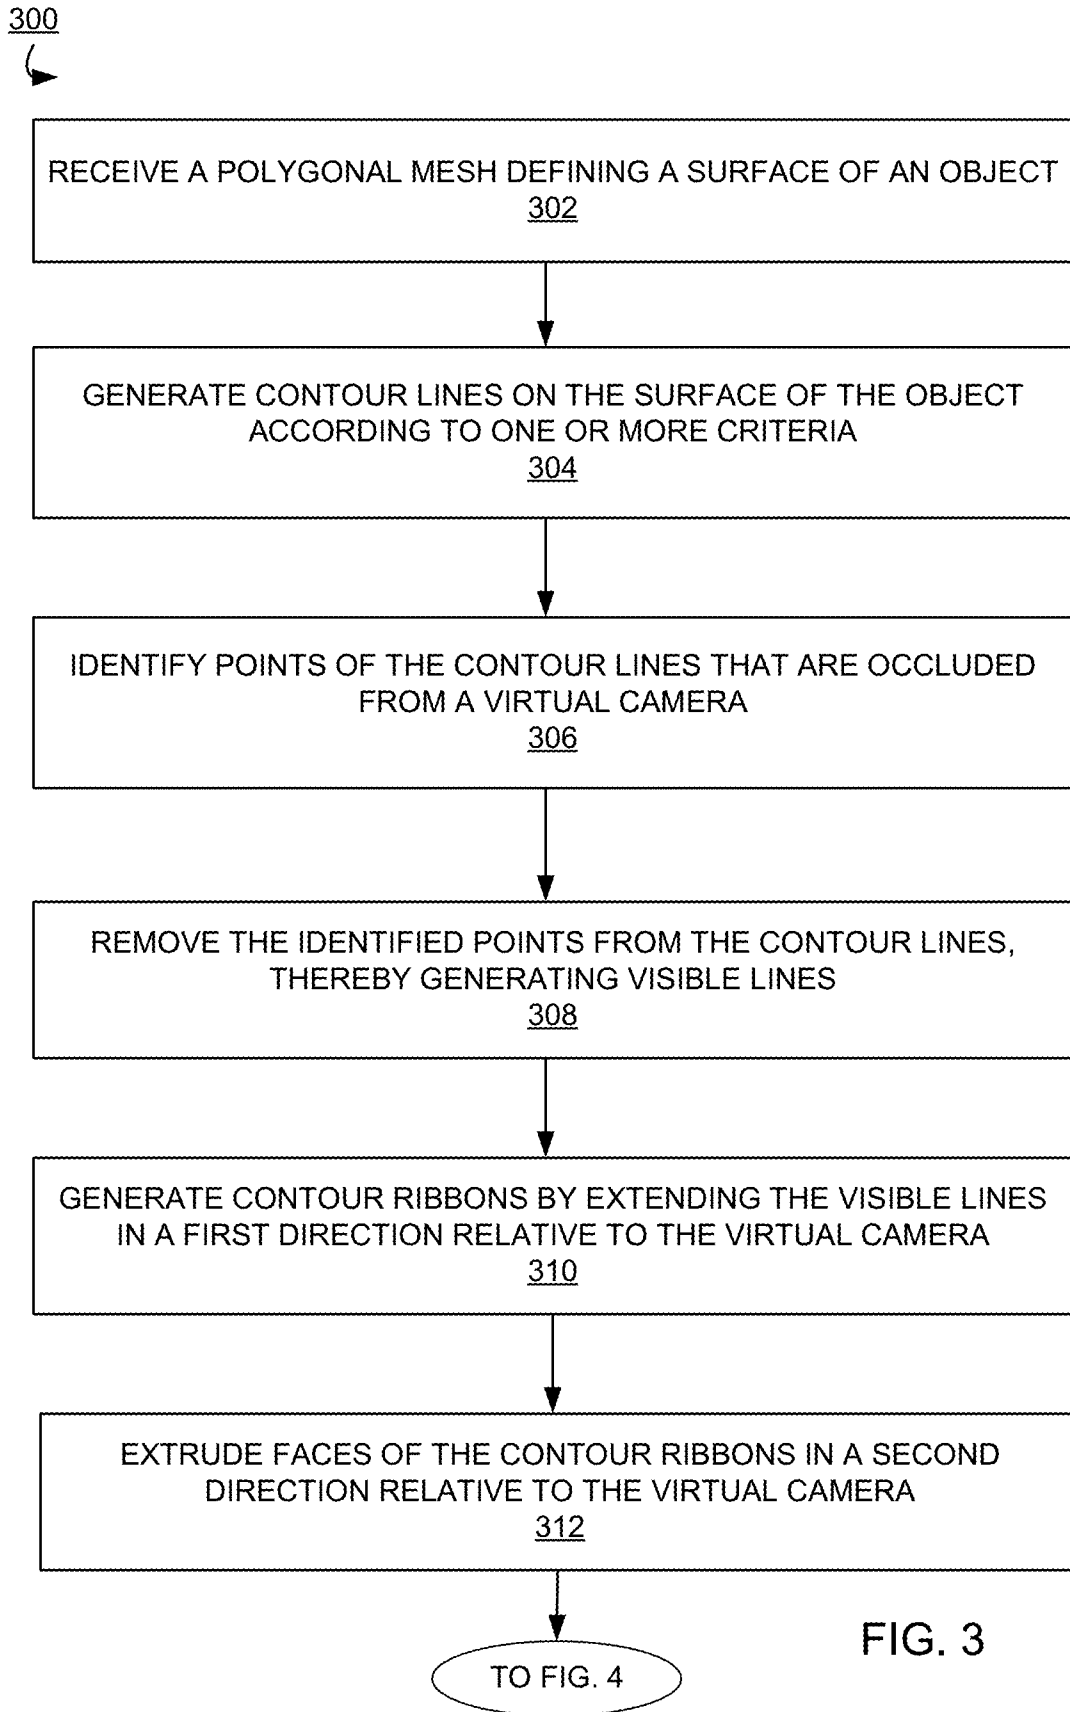 300
RECEIVE A POLYGONAL MESH DEFINING A SURFACE OF AN OBJECT
302
GENERATE CONTOUR LINES ON THE SURFACE OF THE OBJECT
ACCORDING TO ONE OR MORE CRITERIA
304
IDENTIFY POINTS OF THE CONTOUR LINES THAT ARE OCCLUDED
FROM A VIRTUAL CAMERA
306
REMOVE THE IDENTIFIED POINTS FROM THE CONTOUR LINES,
THEREBY GENERATING VISIBLE LINES
308
GENERATE CONTOUR RIBBONS BY EXTENDING THE VISIBLE LINES
IN A FIRST DIRECTION RELATIVE TO THE VIRTUAL CAMERA
310
EXTRUDE FACES OF THE CONTOUR RIBBONS IN A SECOND
DIRECTION RELATIVE TO THE VIRTUAL CAMERA
312
FIG. 3
TO FIG. 4